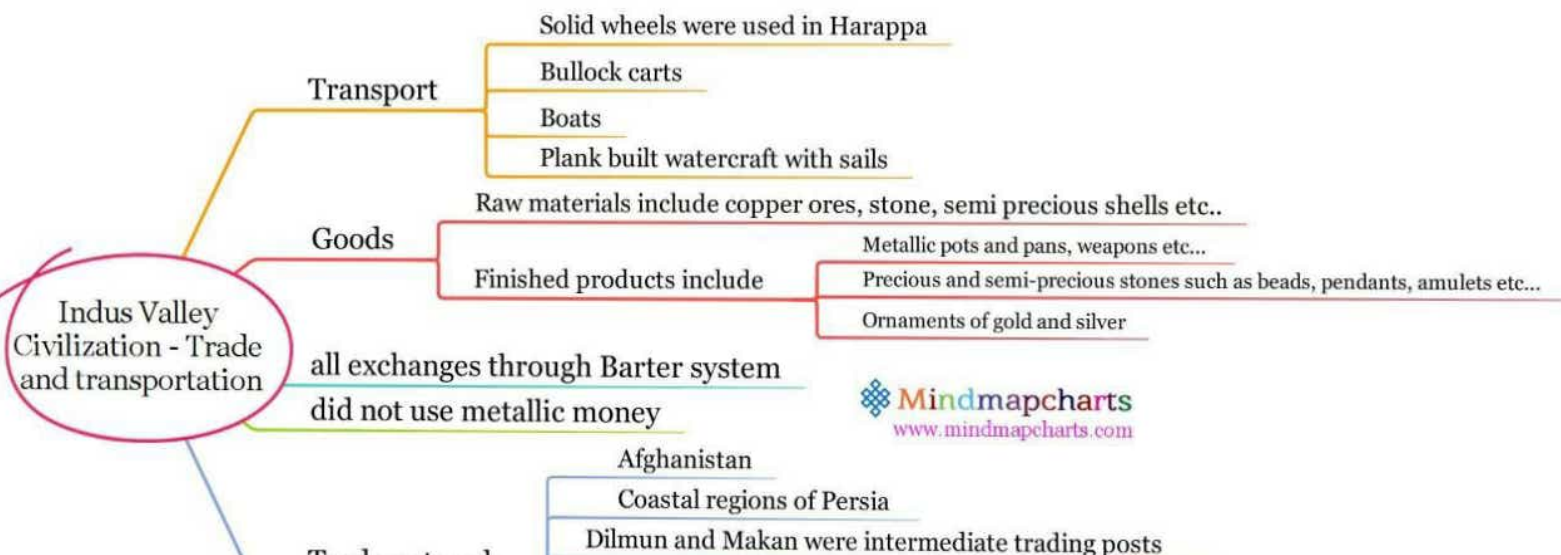 Solid wheels were used in Harappa
Transport
Bullock carts
Boats
Plank built watercraft with sails
Raw materials include copper ores, stone, semi precious shells etc..
Goods
Metallic pots and pans, weapons etc...
Finished products include
Precious and semi-precious stones such as beads, pendants, amulets etc...
Ornaments of gold and silver
Indus Valley
Civilization - Trade
and transportation
all exchanges through Barter system
did not use metallic money
Mindmapcharts
www.mindmapcharts.com
Afghanistan
Coastal regions of Persia
Dilmun and Makan were intermediate trading posts